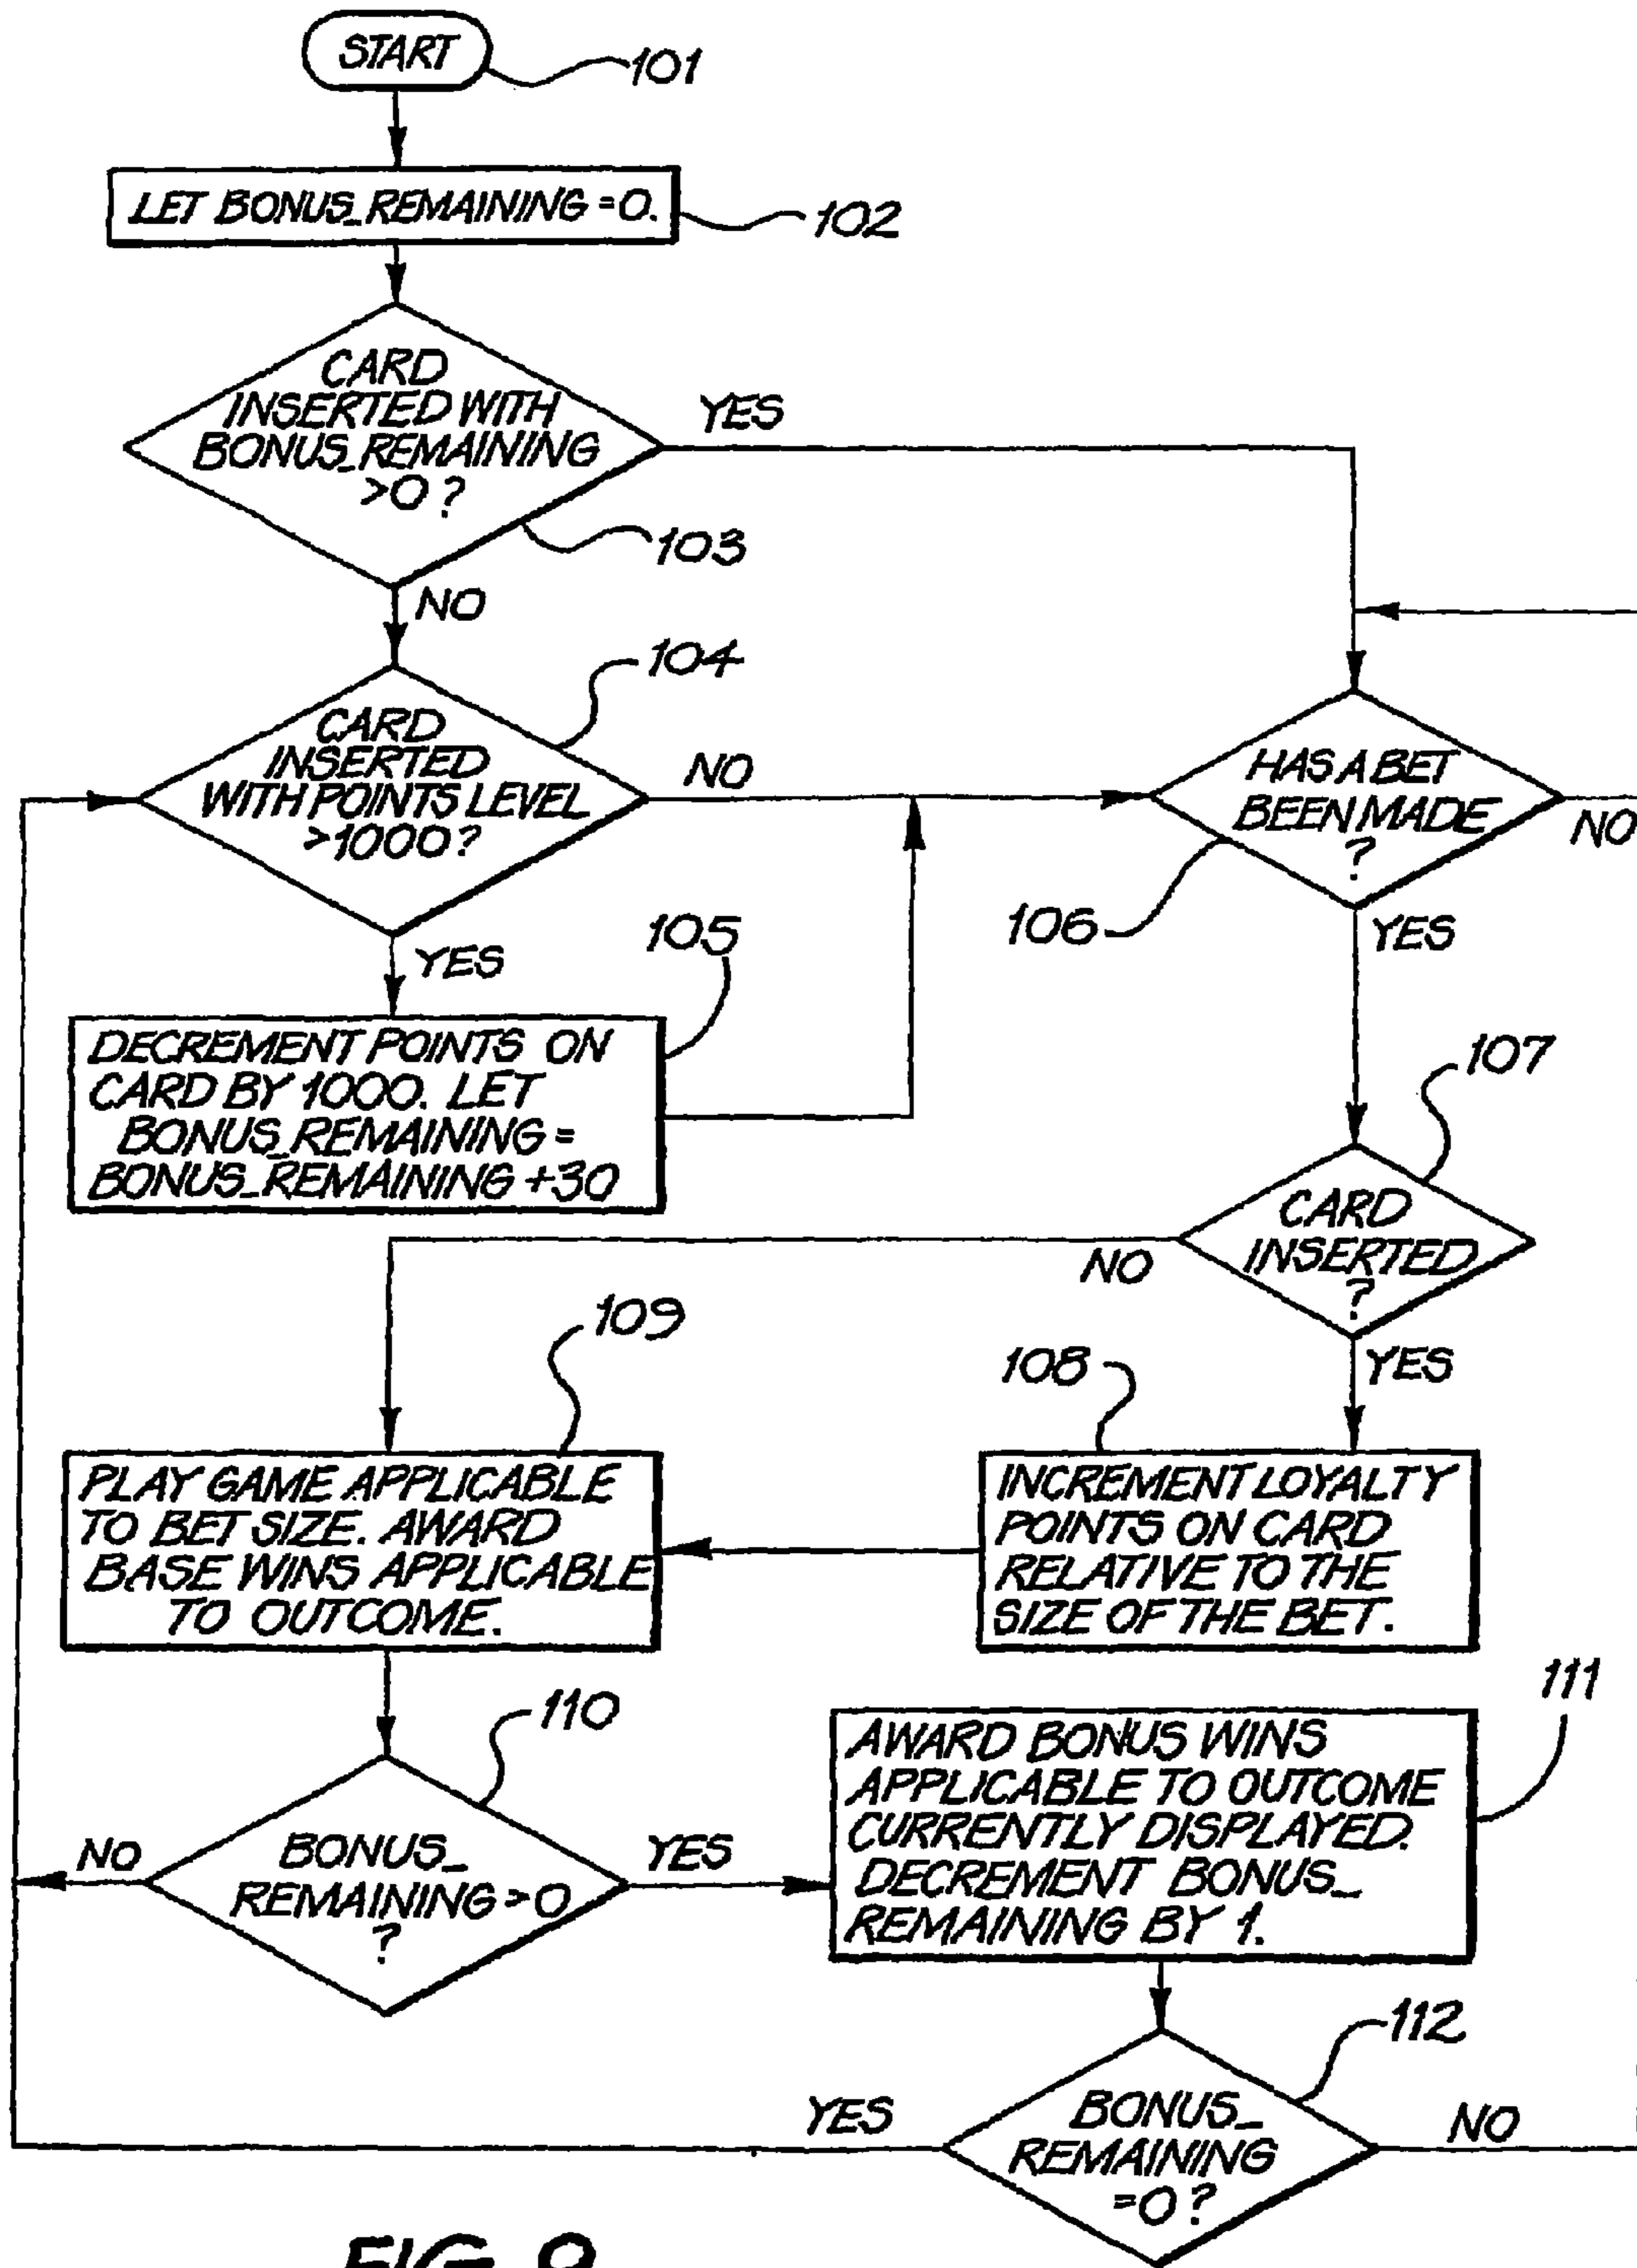 START
101
LET BONUS_REMAINING =0.
102
CARD
INSERTED WITH
BONUS_REMAINING
>0 ?
YES
103
NO
104
CARD
INSERTED
WITH POINTS LEVEL
>1000?
NO
HAS A BET
BEEN MADE
?
NO
106
YES
YES
105
DECREMENT POINTS ON
CARD BY 1000. LET
BONUS_REMAINING =
BONUS_REMAINING +30
107
CARD
INSERTED
?
NO
YES
109
108
PLAY GAME APPLICABLE
TO BET SIZE. AWARD
BASE WINS APPLICABLE
TO OUTCOME.
INCREMENT LOYALTY
POINTS ON CARD
RELATIVE TO THE
SIZE OF THE BET.
110
111
BONUS_
REMAINING >0
?
NO
YES
AWARD BONUS WINS
APPLICABLE TO OUTCOME
CURRENTLY DISPLAYED.
DECREMENT BONUS_
REMAINING BY 1.
112
YES
BONUS_
REMAINING
=0 ?
NO
FIG. 9